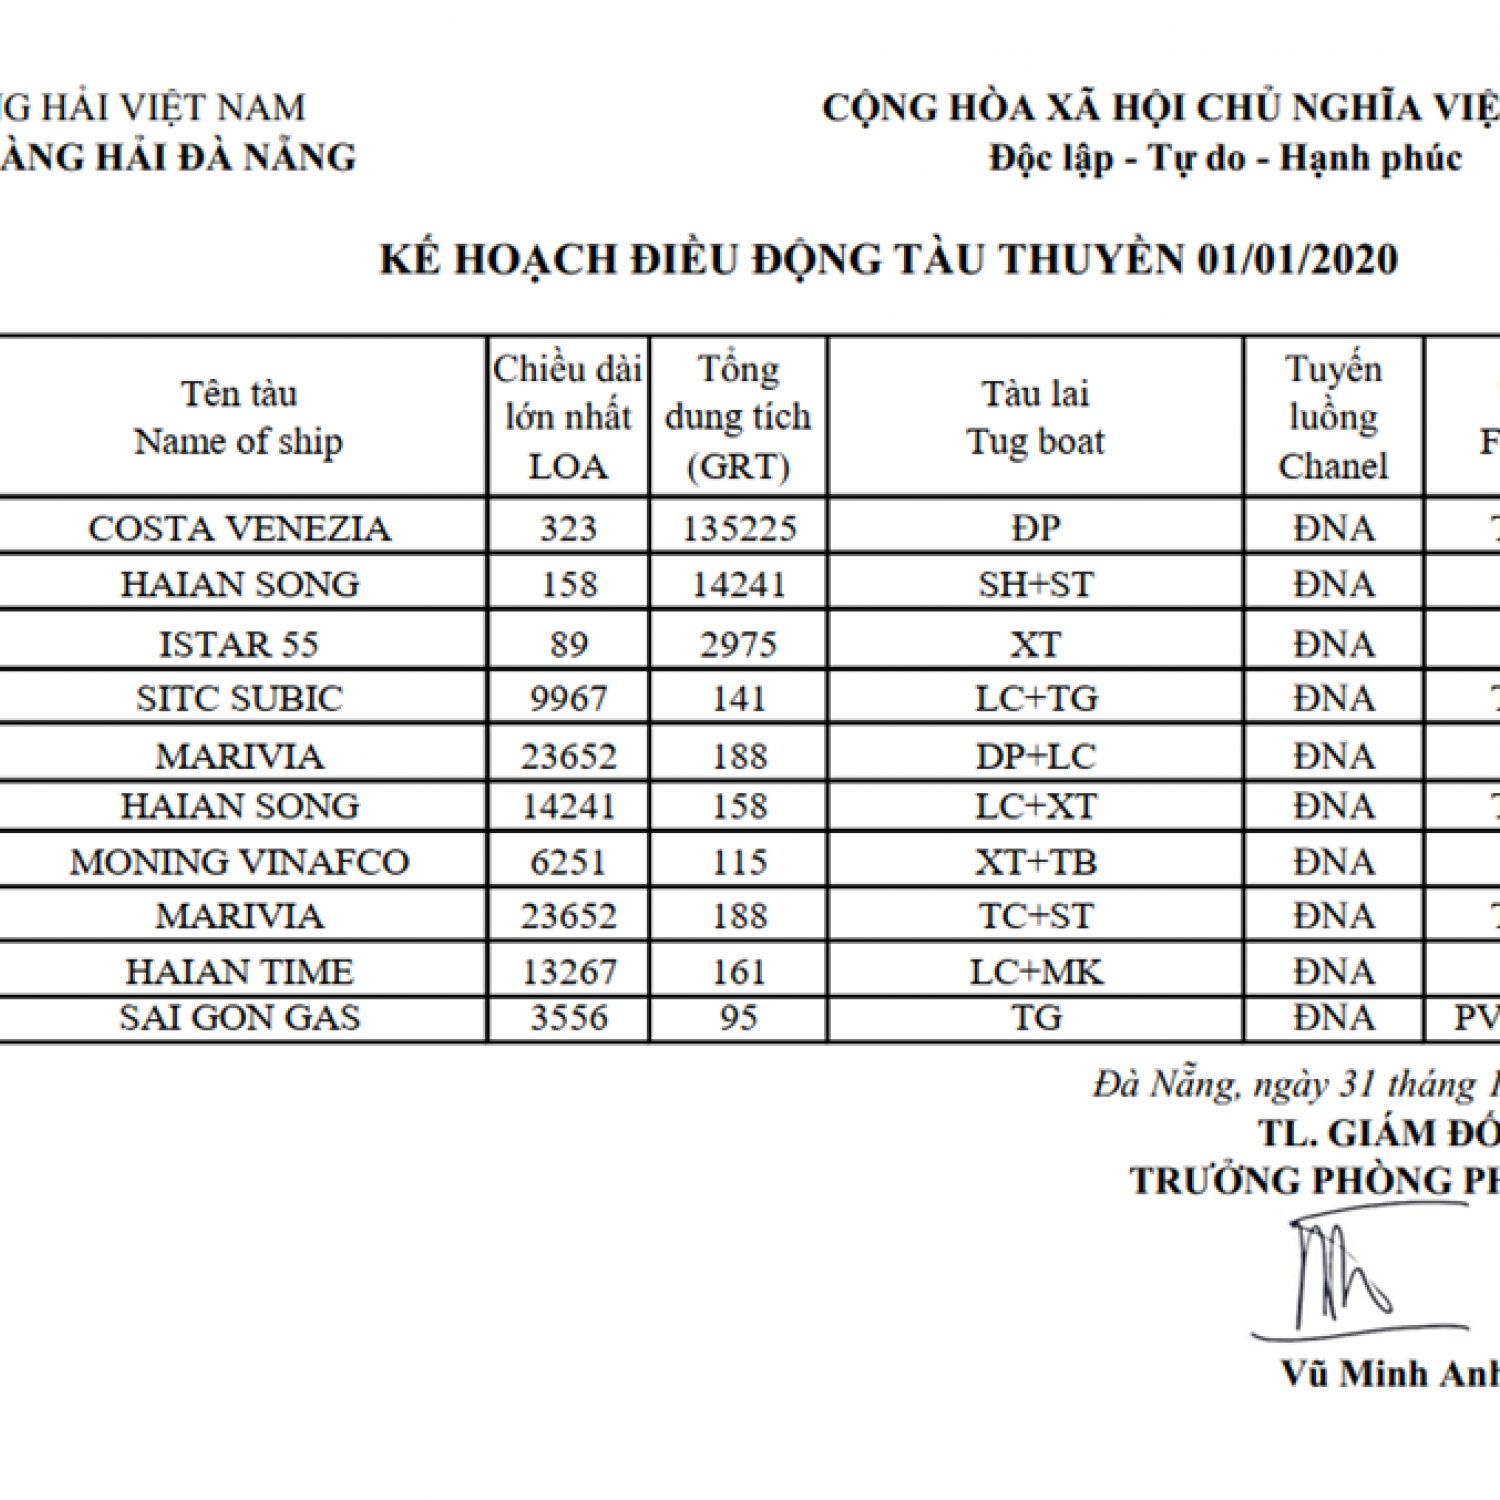 NG HẢI VIỆT NAM
ÀNG HẢI ĐÀ NẴNG
CỘNG HÒA XÃ HỘI CHỦ NGHĨA VIỆ
Độc lập - Tự do - Hạnh phúc
KẾ HOẠCH ĐIỀU ĐỘNG TÀU THUYỀN 01/01/2020
Tên tàu
Name of ship
Chiều dài
lớn nhất
LOA
Tổng
dung tích
(GRT)
Tàu lai
Tug boat
Tuyến
luồng
Chanel
F
COSTA VENEZIA 323 135225 ĐP ĐNA T
HAIAN SONG 158 14241 SH+ST ĐNA
ISTAR 55 89 2975 XT ĐNA
SITC SUBIC 9967 141 LC+TG ĐNA T
MARIVIA 23652 188 DP+LC ĐNA
HAIAN SONG 14241 158 LC+XT ĐNA T
MONING VINAFCO 6251 115 XT+TB ĐNA
MARIVIA 23652 188 TC+ST ĐNA T
HAIAN TIME 13267 161 LC+MK ĐNA
SAI GON GAS 3556 95 TG ĐNA PV
Đà Nẵng, ngày 31 tháng 1
TL. GIÁM ĐỐ
TRƯỞNG PHÒNG PH
Vũ Minh Anh